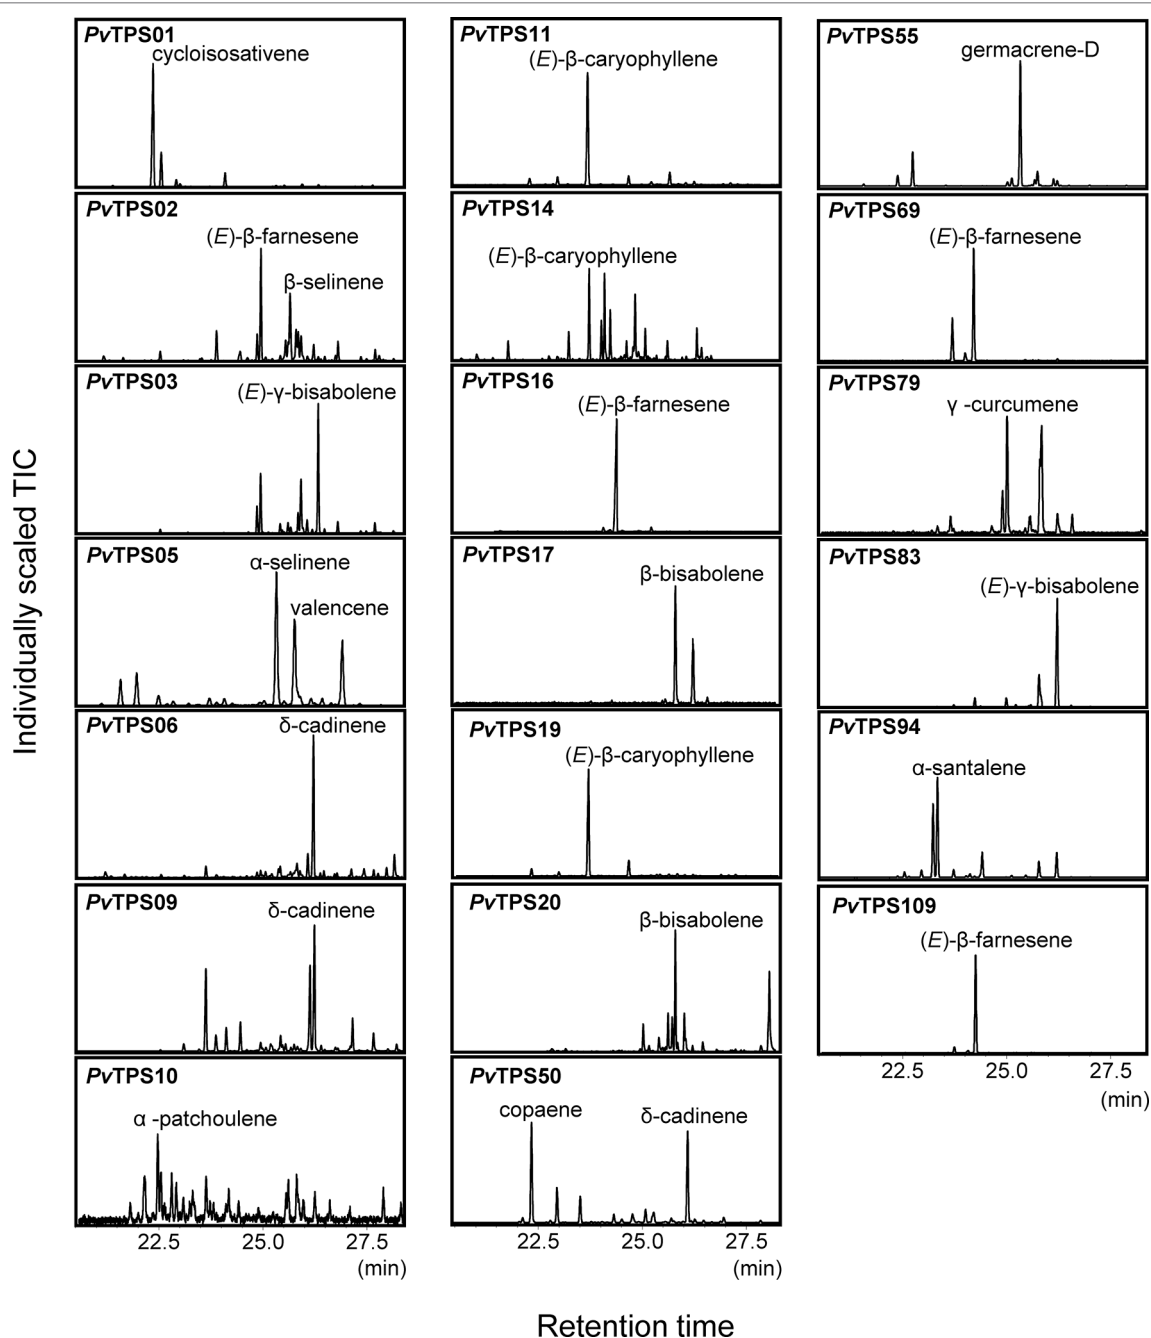 PvTPS01
cycloisosativene
PvTPS02
(E)-β-farnesene
β-selinene
PvTPS03
(E)-γ-bisabolene
PvTPS05
α-selinene
valencene
PvTPS06
δ-cadinene
PvTPS09
δ-cadinene
PvTPS10
α -patchoulene
22.5 25.0 27.5
(min)
PvTPS11
(E)-β-caryophyllene
PvTPS14
(E)-β-caryophyllene
PvTPS16
(E)-β-farnesene
PvTPS17
β-bisabolene
PvTPS19
(E)-β-caryophyllene
PvTPS20
β-bisabolene
PvTPS50
copaene
δ-cadinene
22.5 25.0 27.5
(min)
PvTPS55
germacrene-D
PvTPS69
(E)-β-farnesene
PvTPS79
γ -curcumene
PvTPS83
(E)-γ-bisabolene
PvTPS94
α-santalene
PvTPS109
(E)-β-farnesene
22.5 25.0 27.5
(min)
Individually scaled TIC
Retention time